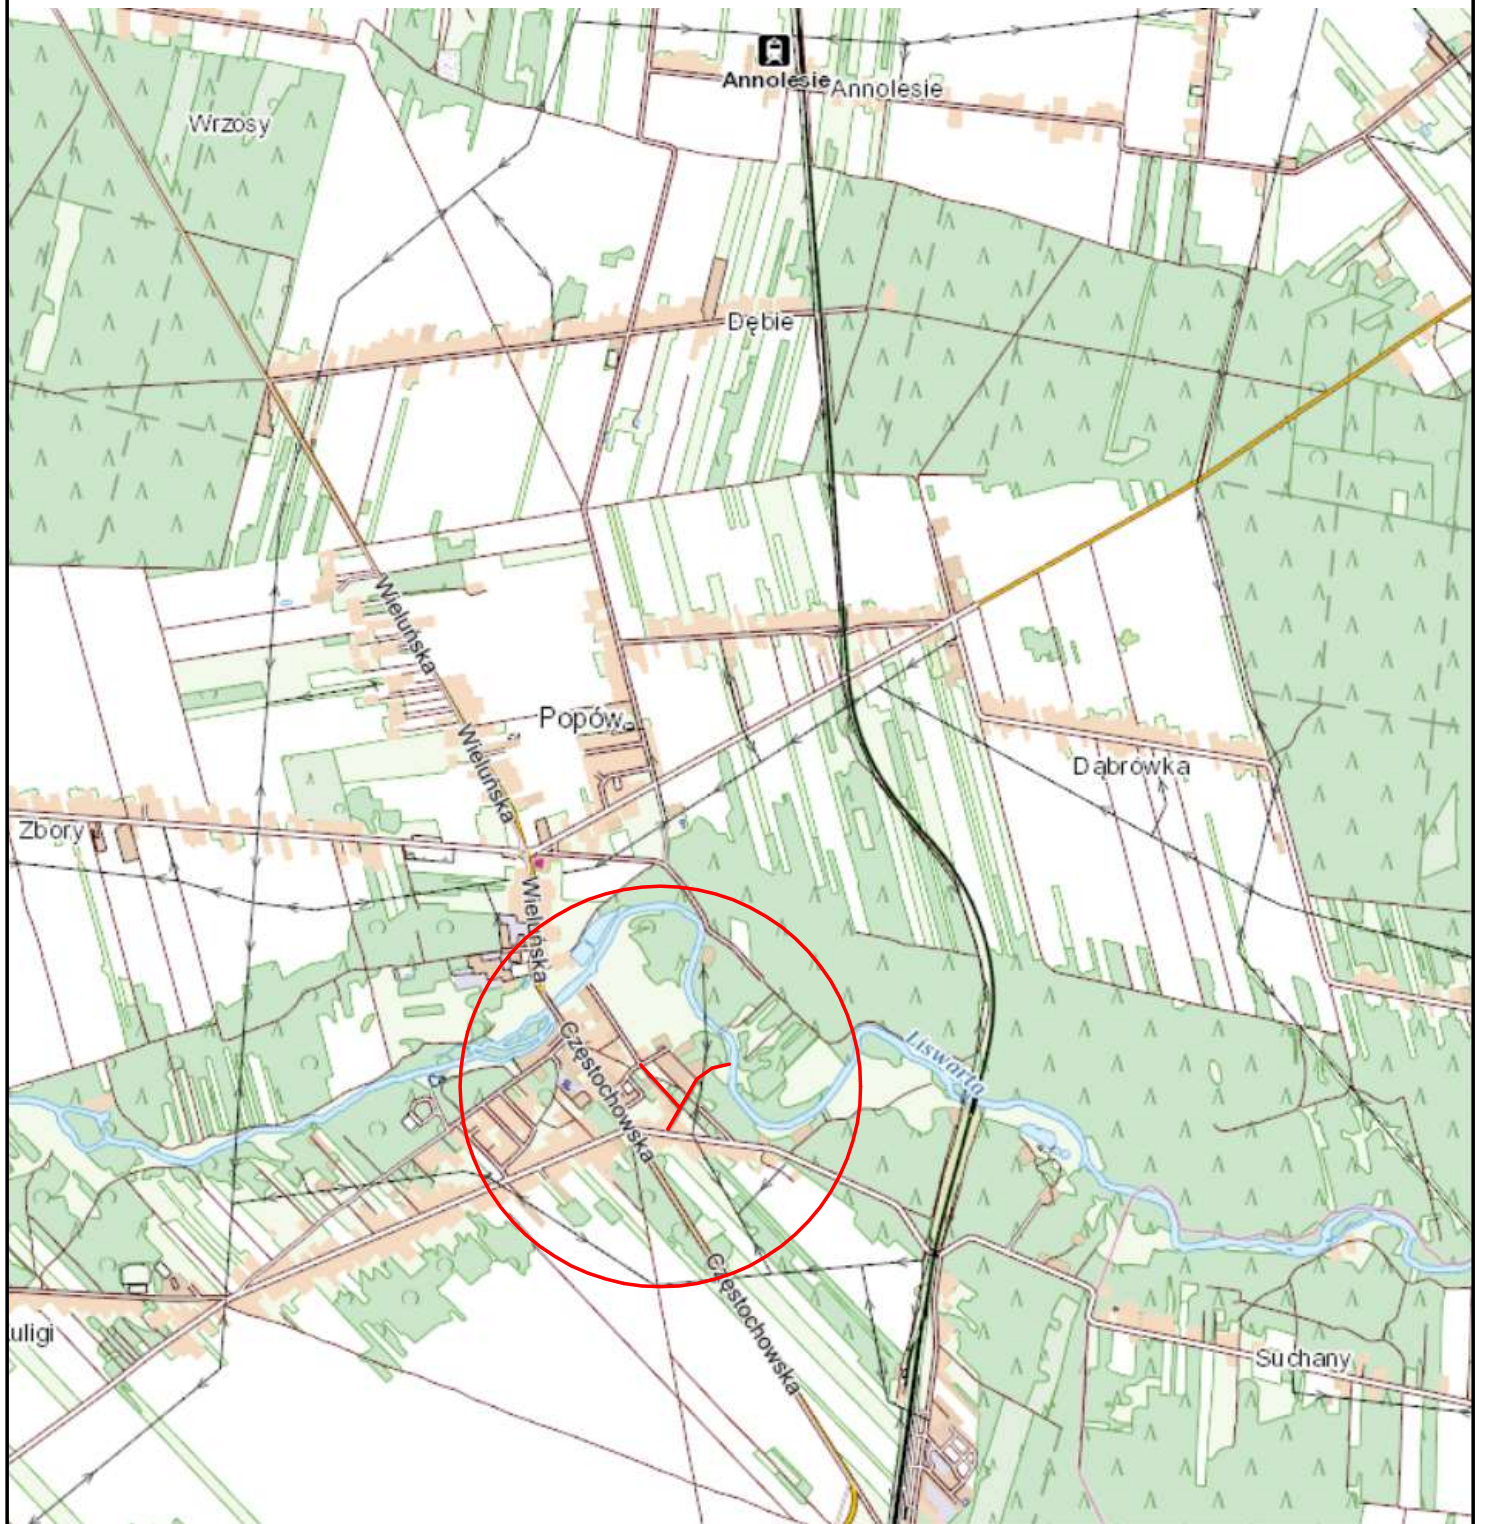 Annolesie
Annolesie
Wrzosy
Dębie
Wieluńska
Popów
Wieluńska
Dąbrówka
Zbory
Wieluńska
Liswarta
Częstochowska
Częstochowska
uligi
Suchany